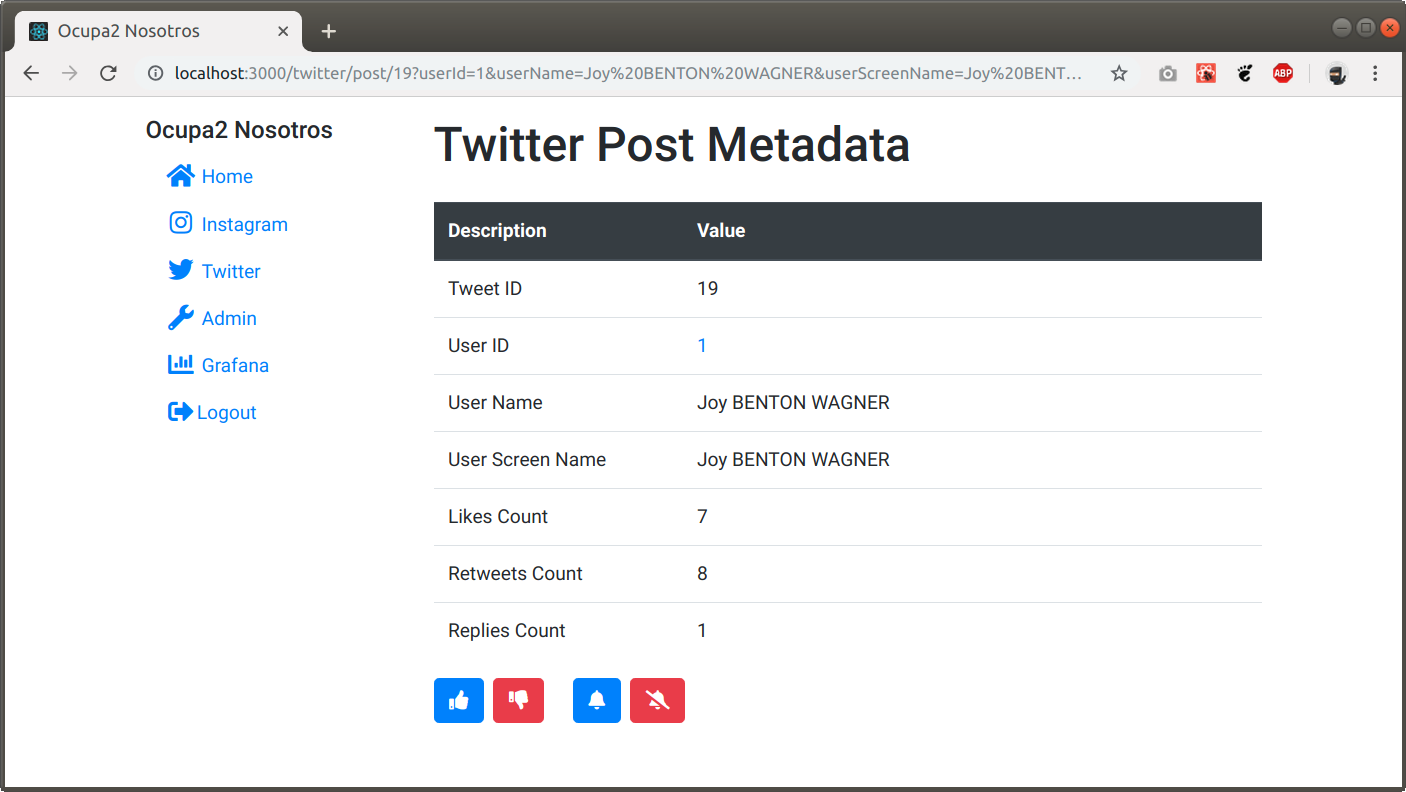 Ocupa2 Nosotros
localhost:3000/twitter/post/19?userId=1&userName=Joy%20BENTON%20WAGNER&userScreenName=Joy%20BENT...
ABP
Ocupa2 Nosotros
Home
Instagram
Twitter
Admin
Grafana
Logout
Twitter Post Metadata
Description Value
Tweet ID 19
User ID 1
User Name Joy BENTON WAGNER
User Screen Name Joy BENTON WAGNER
Likes Count 7
Retweets Count 8
Replies Count 1